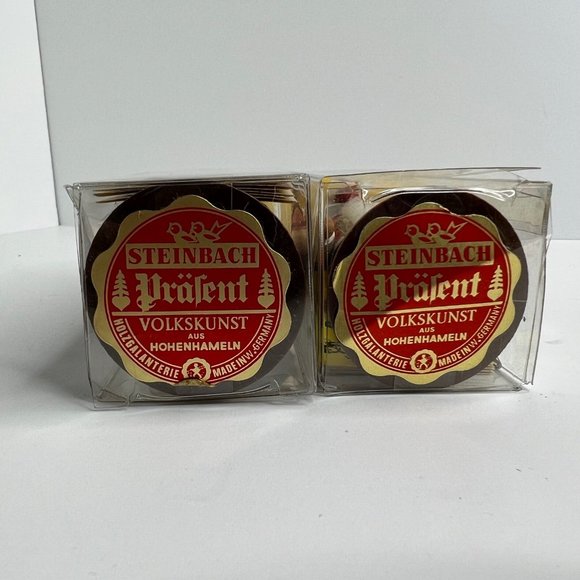 STEINBACH
Präsent
VOLKSKUNST
AUS
HOHENHAMELN
HOLZGALANTERIE MADE IN W. GERMANY
STEINBACH
Präsent
VOLKSKUNST
AUS
HOHENHAMELN
HOLZGALANTERIE MADE IN W. GERMANY